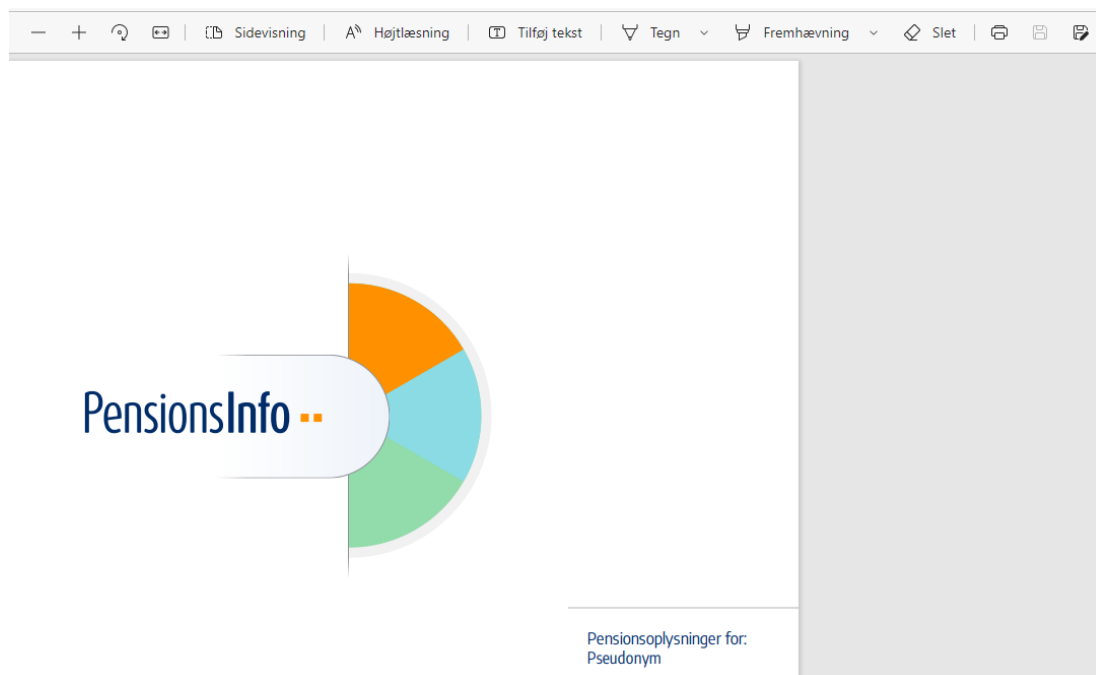 Sidevisning
Højtlæsning
Tilføj tekst
Tegn
Fremhævning
Slet
PensionsInfo
Pensionsoplysninger for:
Pseudonym